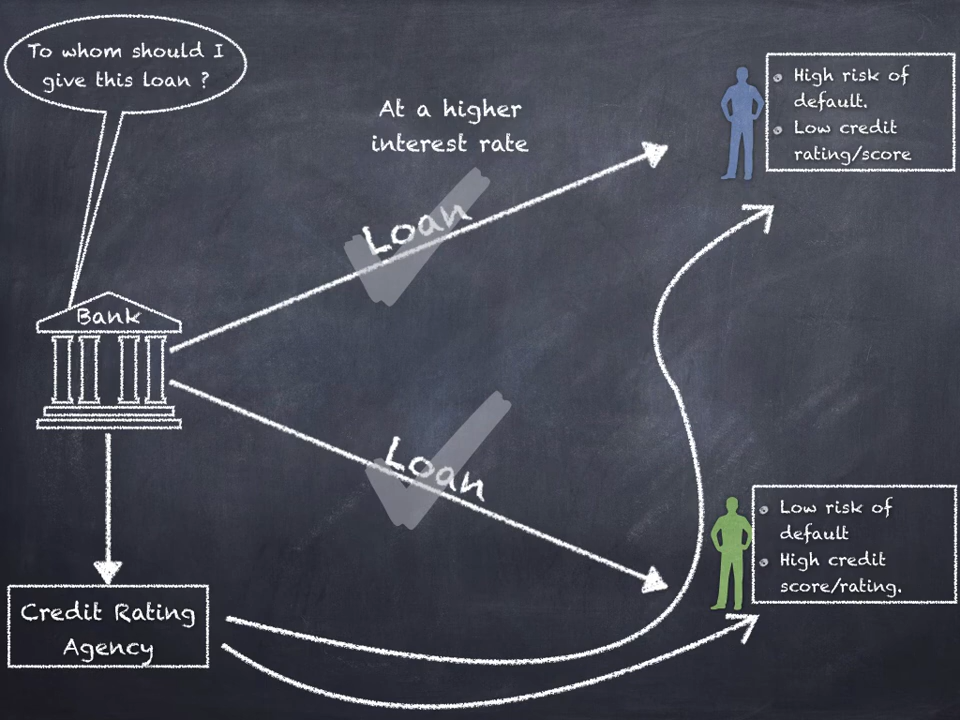 To whom should I
give this loan ?
At a higher
interest rate
High risk of
default.
Low credit
rating/score
Loan
Bank
Loan
Low risk of
default
High credit
score/rating.
Credit Rating
Agency